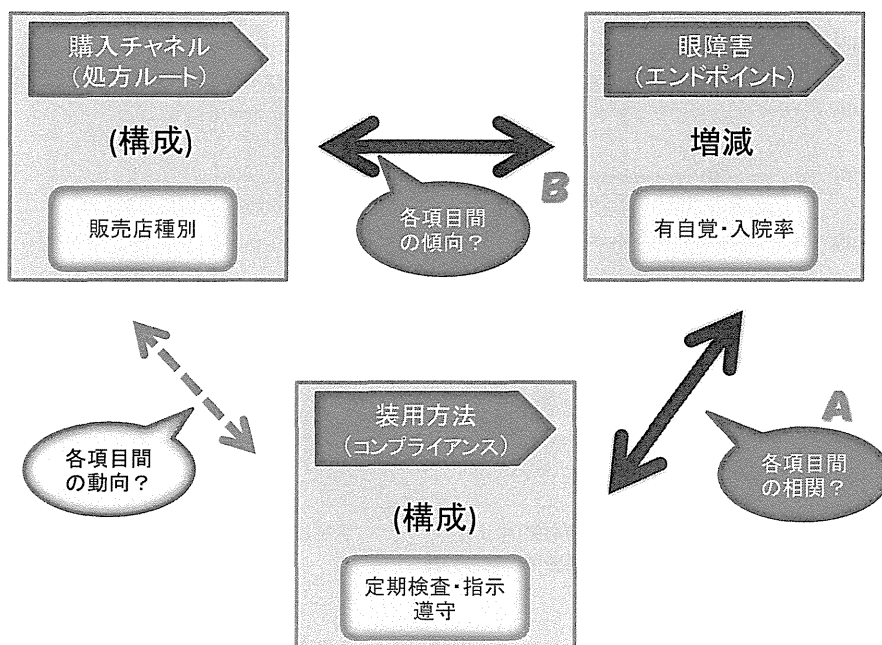 購入チャネル
（処方ルート）
(構成)
販売店種別
眼障害
（エンドポイント）
増減
有自覚・入院率
B
各項目間
の傾向？
各項目間
の動向？
装用方法
（コンプライアンス）
(構成)
定期検査・指示
遵守
A
各項目間
の相関？